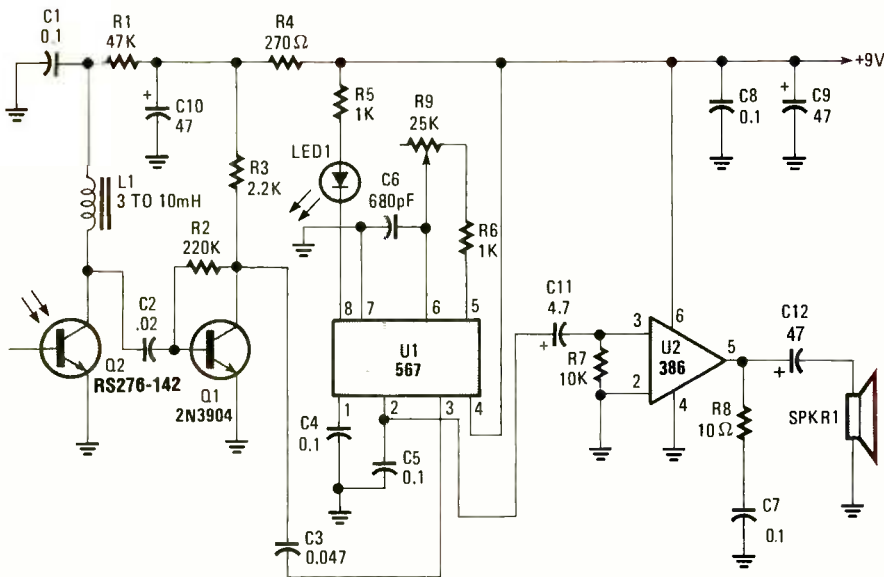 C1
0.1
R1
47K
R4
270Ω
+9V
+
C10
47
R5
1K
R9
25K
C8
0.1
+
C9
47
LED1
R3
2.2K
C6
680pF
L1
3 TO 10mH
R2
220K
R6
1K
C2
.02
8
7
6
5
U1
567
C11
4.7
+
3
6
U2
386
5
C12
47
+
R7
10K
2
4
Q2
RS276-142
Q1
2N3904
1
2
3
4
R8
10Ω
SPKR1
C4
0.1
C5
0.1
C3
0.047
C7
0.1